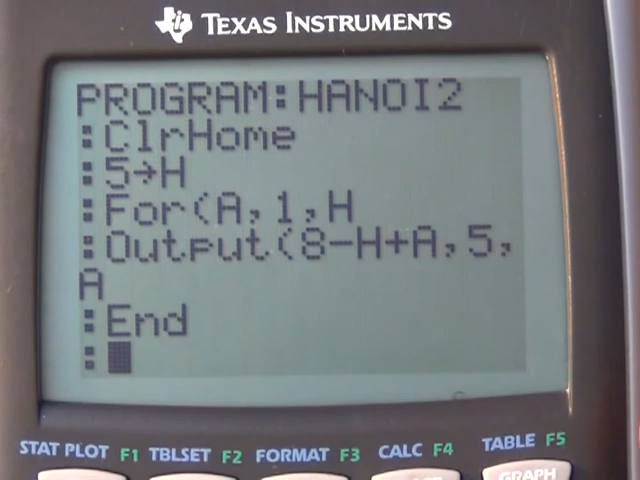 TEXAS INSTRUMENTS
PROGRAM:HANOI2
:ClrHome
:5→H
:For(A,1,H
:Output(8-H+A,5,
A
:End
:
STAT PLOT F1 TBLSET F2 FORMAT F3 CALC F4 TABLE F5
GRAPH